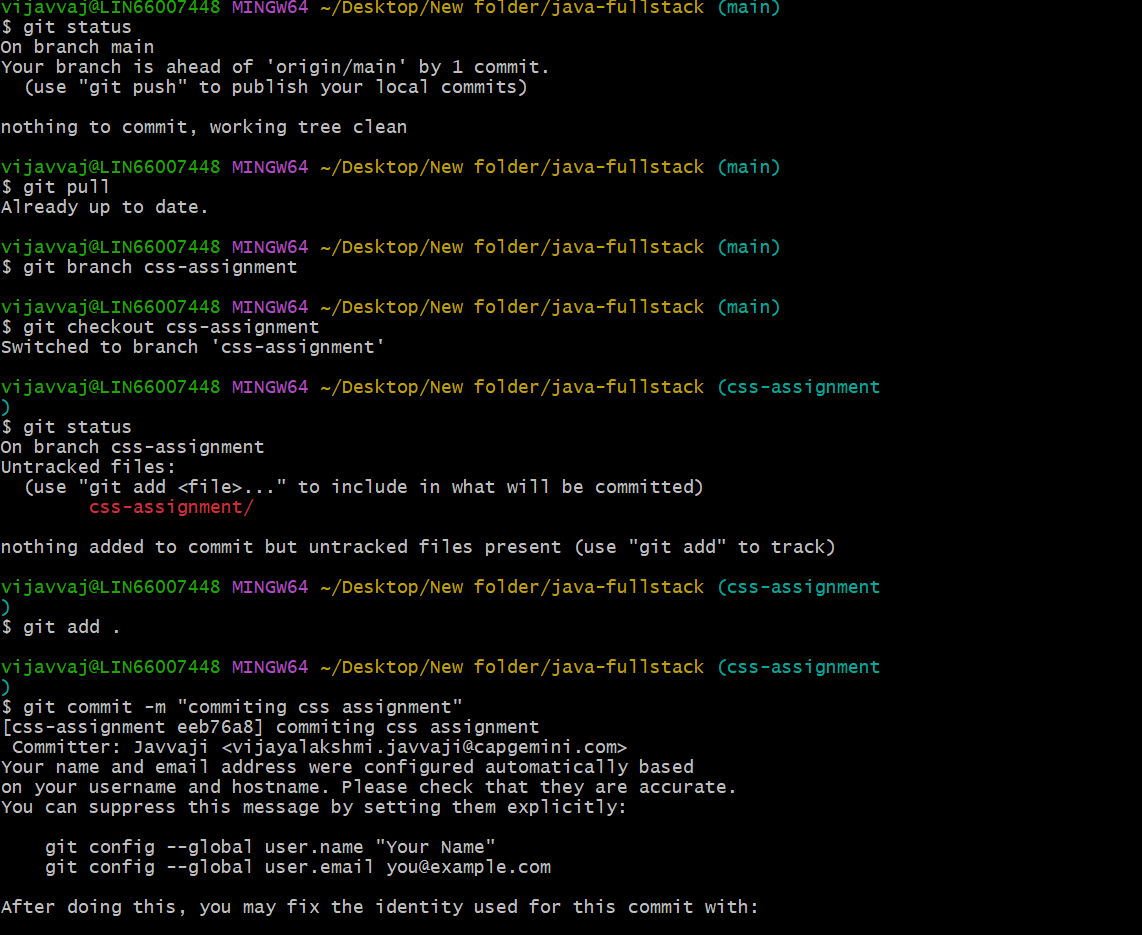 vijavvaj@LIN66007448 MINGW64 ~/Desktop/New folder/java-fullstack (main)
$ git status
On branch main
Your branch is ahead of 'origin/main' by 1 commit.
  (use "git push" to publish your local commits)

nothing to commit, working tree clean

vijavvaj@LIN66007448 MINGW64 ~/Desktop/New folder/java-fullstack (main)
$ git pull
Already up to date.

vijavvaj@LIN66007448 MINGW64 ~/Desktop/New folder/java-fullstack (main)
$ git branch css-assignment

vijavvaj@LIN66007448 MINGW64 ~/Desktop/New folder/java-fullstack (main)
$ git checkout css-assignment
Switched to branch 'css-assignment'

vijavvaj@LIN66007448 MINGW64 ~/Desktop/New folder/java-fullstack (css-assignment
)
$ git status
On branch css-assignment
Untracked files:
  (use "git add <file>..." to include in what will be committed)
        css-assignment/

nothing added to commit but untracked files present (use "git add" to track)

vijavvaj@LIN66007448 MINGW64 ~/Desktop/New folder/java-fullstack (css-assignment
)
$ git add .

vijavvaj@LIN66007448 MINGW64 ~/Desktop/New folder/java-fullstack (css-assignment
)
$ git commit -m "commiting css assignment"
[css-assignment eeb76a8] commiting css assignment
 Committer: Javvaji <vijayalakshmi.javvaji@capgemini.com>
Your name and email address were configured automatically based
on your username and hostname. Please check that they are accurate.
You can suppress this message by setting them explicitly:

    git config --global user.name "Your Name"
    git config --global user.email you@example.com

After doing this, you may fix the identity used for this commit with: